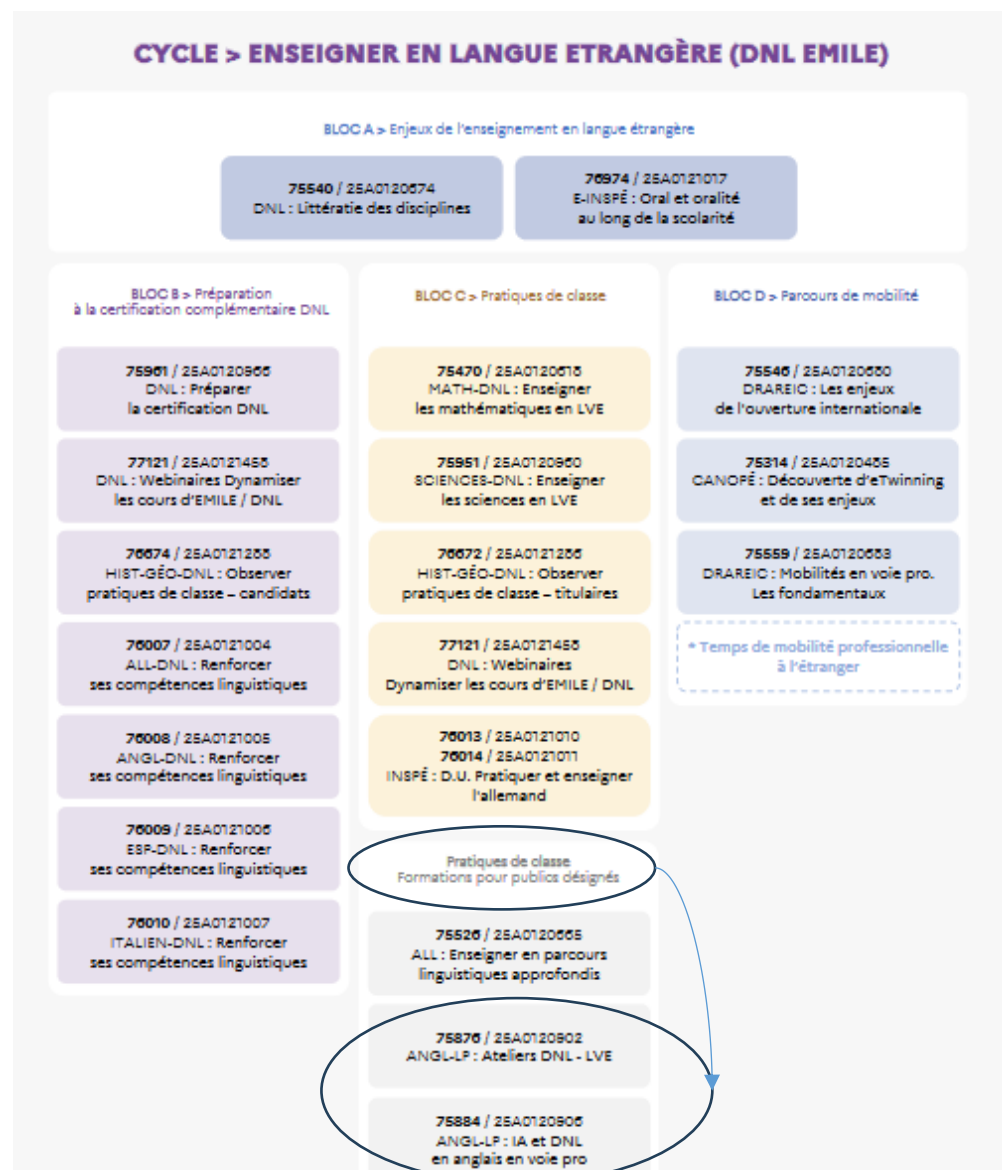 CYCLE > ENSEIGNER EN LANGUE ETRANGÈRE (DNL EMILE)
BLOC A > Enjeux de l'enseignement en langue étrangère
75540 / 25A0120674
DNL : Littératie des disciplines
76974 / 25A0121017
E-INSPÉ : Oral et oralité
au long de la scolarité
BLOC B > Préparation
à la certification complémentaire DNL
75961 / 25A0120966
DNL : Préparer
la certification DNL
77121 / 25A0121458
DNL : Webinaires Dynamiser
les cours d'EMILE / DNL
76674 / 25A0121288
HIST-GÉO-DNL : Observer
pratiques de classe – candidats
76007 / 25A0121004
ALL-DNL : Renforcer
ses compétences linguistiques
76008 / 25A0121005
ANGL-DNL : Renforcer
ses compétences linguistiques
76009 / 25A0121006
ESP-DNL : Renforcer
ses compétences linguistiques
76010 / 25A0121007
ITALIEN-DNL : Renforcer
ses compétences linguistiques
BLOC C > Pratiques de classe
75470 / 25A0120618
MATH-DNL : Enseigner
les mathématiques en LVE
75951 / 25A0120960
SCIENCES-DNL : Enseigner
les sciences en LVE
76672 / 25A0121286
HIST-GÉO-DNL : Observer
pratiques de classe – titulaires
77121 / 25A0121458
DNL : Webinaires
Dynamiser les cours d'EMILE / DNL
76013 / 25A0121010
76014 / 25A0121011
INSPÉ : D.U. Pratiquer et enseigner
l'allemand
Pratiques de classe
Formations pour publics désignés
75526 / 25A0120665
ALL : Enseigner en parcours
linguistiques approfondis
75876 / 25A0120902
ANGL-LP : Ateliers DNL - LVE
75884 / 25A0120906
ANGL-LP : IA et DNL
en anglais en voie pro
BLOC D > Parcours de mobilité
75546 / 25A0120680
DRAREIC : Les enjeux
de l'ouverture internationale
75314 / 25A0120485
CANOPÉ : Découverte d'eTwinning
et de ses enjeux
75559 / 25A0120683
DRAREIC : Mobilités en voie pro.
Les fondamentaux
* Temps de mobilité professionnelle
à l'étranger